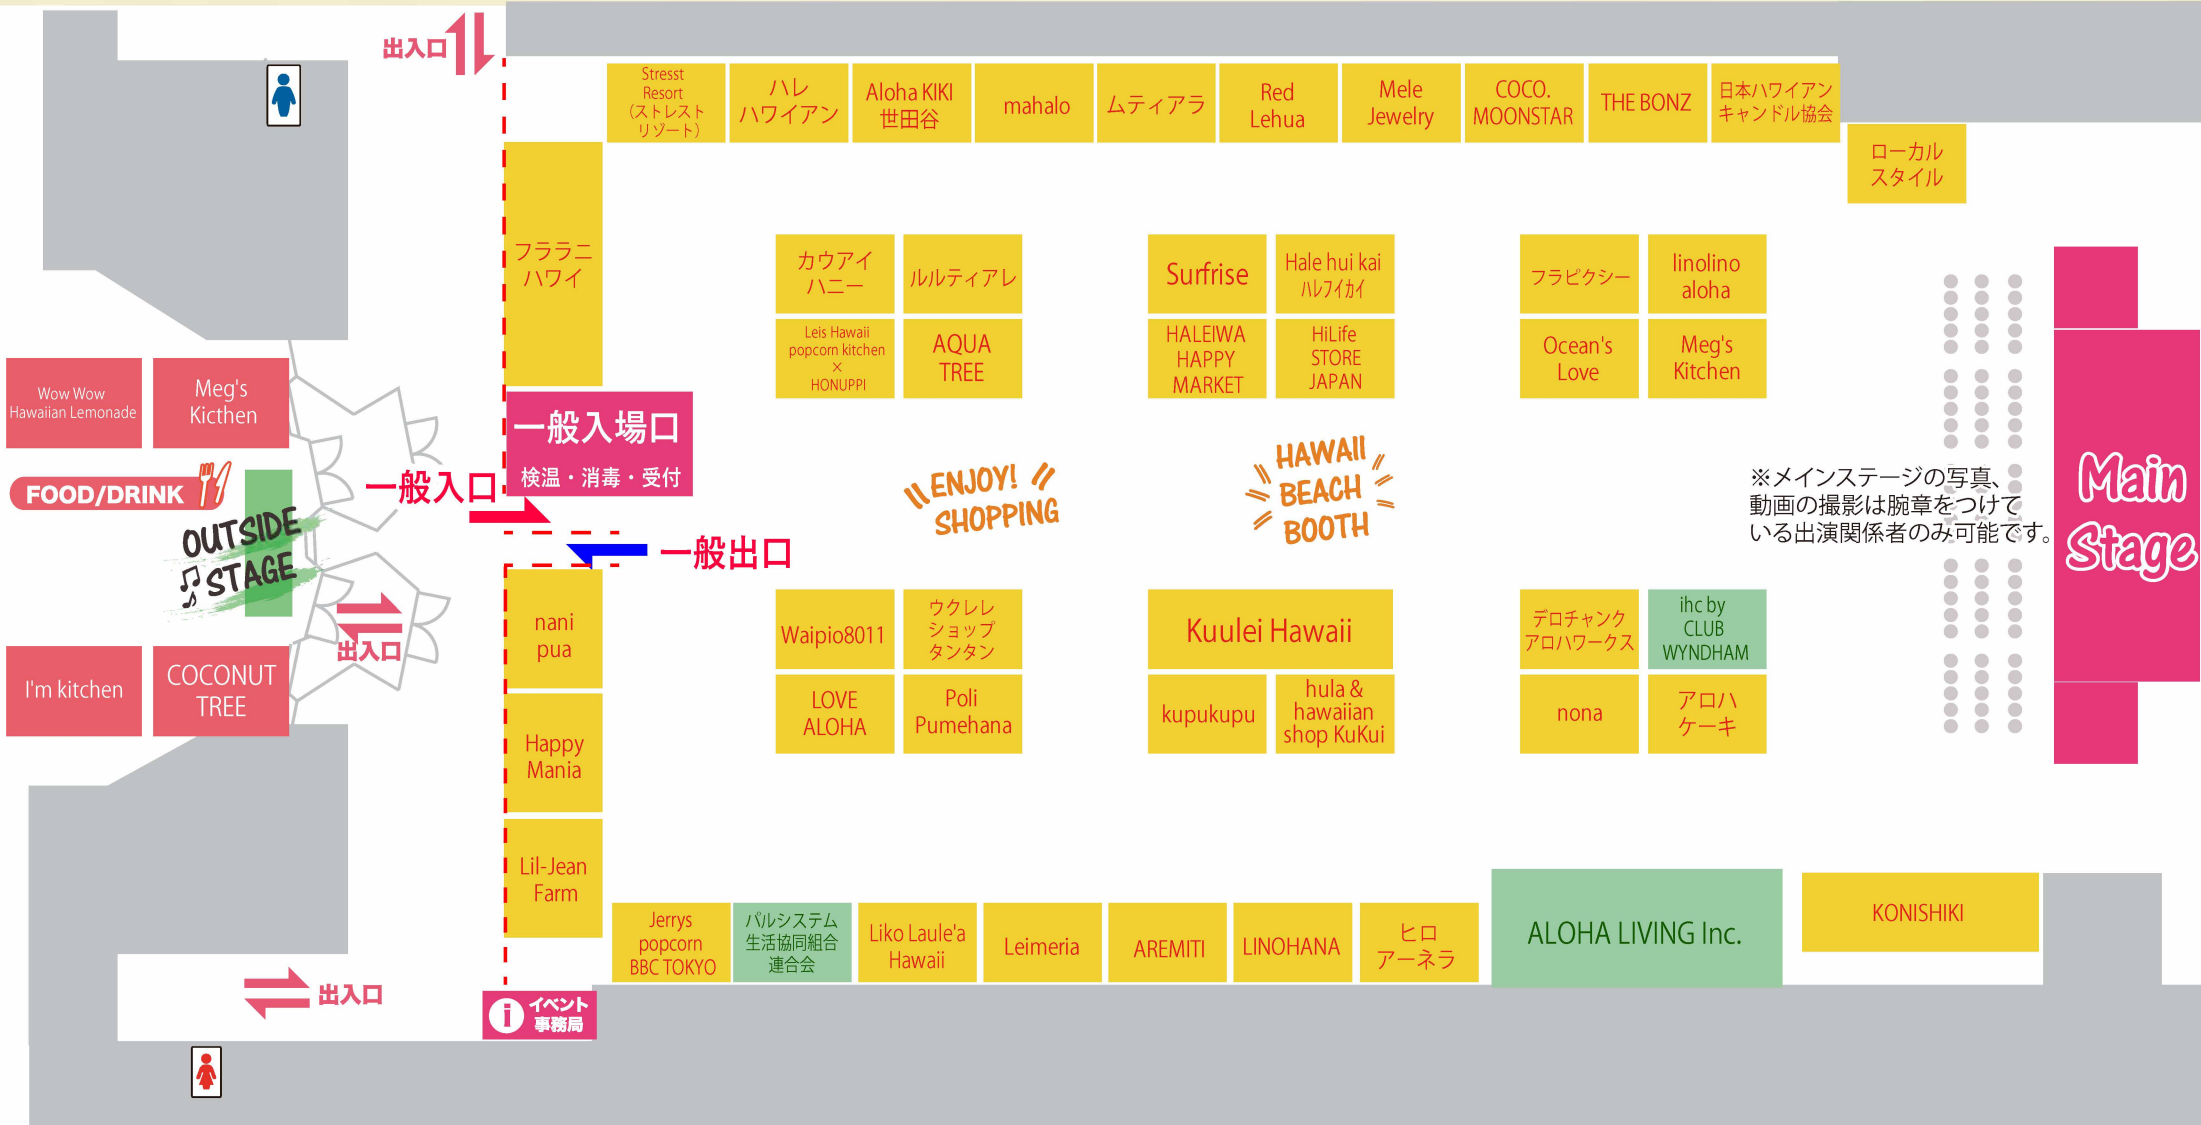 出入口
Stresst
Resort
（ストレスト
リゾート）
ハレ
ハワイアン
Aloha KIKI
世田谷
mahalo
ムティアラ
Red
Lehua
Mele
Jewelry
COCO.
MOONSTAR
THE BONZ
日本ハワイアン
キャンドル協会
ローカル
スタイル
フララニ
ハワイ
カウアイ
ハニー
ルルティアレ
Leis Hawaii
popcorn kitchen
×
HONUPPI
AQUA
TREE
Surfrise
Hale hui kai
ハレフイカイ
HALEIWA
HAPPY
MARKET
HiLife
STORE
JAPAN
フラピクシー
linolino
aloha
Ocean's
Love
Meg's
Kitchen
Wow Wow
Hawaiian Lemonade
Meg's
Kicthen
FOOD/DRINK
OUTSIDE
STAGE
一般入場口
検温・消毒・受付
一般入口
一般出口
ENJOY!
SHOPPING
HAWAII
BEACH
BOOTH
※メインステージの写真、
動画の撮影は腕章をつけて
いる出演関係者のみ可能です。
Main
Stage
I'm kitchen
COCONUT
TREE
出入口
nani
pua
Happy
Mania
Lil-Jean
Farm
Waipio8011
ウクレレ
ショップ
タンタン
LOVE
ALOHA
Poli
Pumehana
Kuulei Hawaii
kupukupu
hula &
hawaiian
shop KuKui
デロチャンク
アロハワークス
ihc by
CLUB
WYNDHAM
nona
アロハ
ケーキ
Jerrys
popcorn
BBC TOKYO
パルシステム
生活協同組合
連合会
Liko Laule'a
Hawaii
Leimeria
AREMITI
LINOHANA
ヒロ
アーネラ
ALOHA LIVING Inc.
KONISHIKI
出入口
i
イベント
事務局